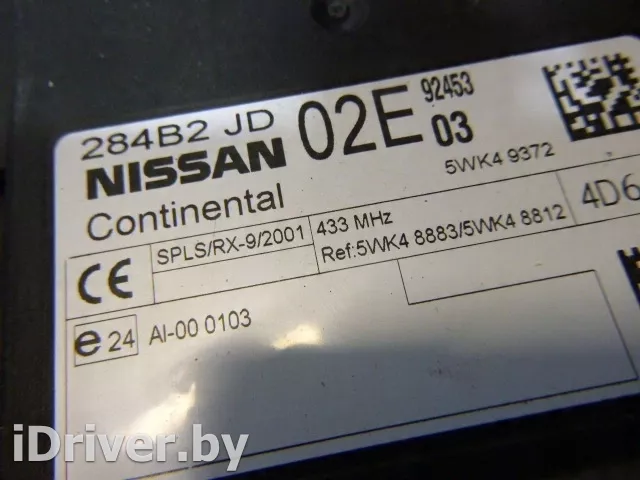 284B2 JD 02E 92453
NISSAN 03
Continental 5WK4 9372
SPLS/RX-9/2001 433 MHz 4D6
CE Ref:5WK4 8883/5WK4 8812
e 24 AI-00 0103
iDriver.by